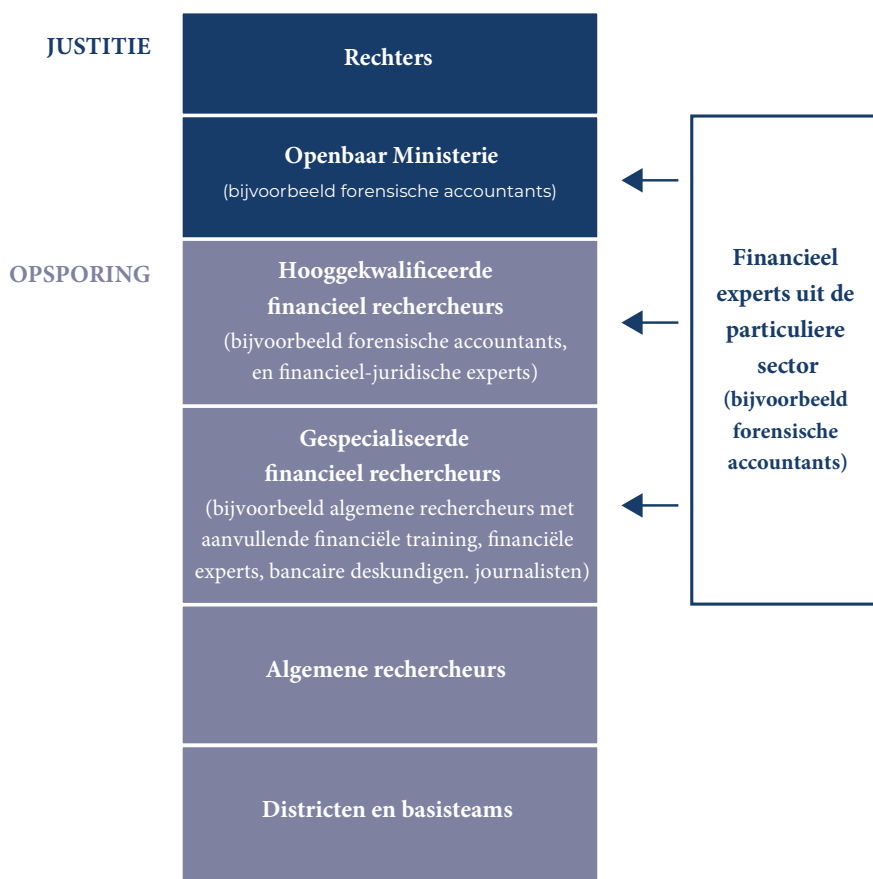 JUSTITIE
Rechters
Openbaar Ministerie
(bijvoorbeeld forensische accountants)
OPSPORING
Hooggekwalificeerde
financieel rechercheurs
(bijvoorbeeld forensische accountants,
en financieel-juridische experts)
Gespecialiseerde
financieel rechercheurs
(bijvoorbeeld algemene rechercheurs met
aanvullende financiële training, financiële
experts, bancaire deskundigen. journalisten)
Algemene rechercheurs
Districten en basisteams
Financieel
experts uit de
particuliere
sector
(bijvoorbeeld
forensische
accountants)